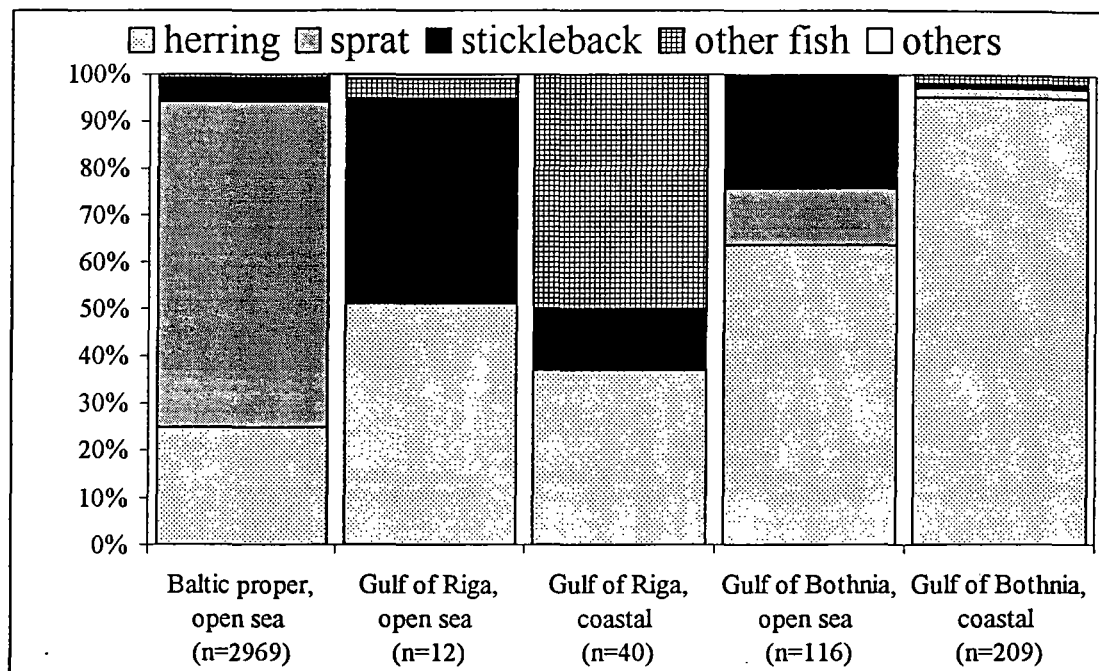 herring sprat stickleback other fish others
100%
90%
80%
70%
60%
50%
40%
30%
20%
10%
0%
Baltic proper, open sea (n=2969)
Gulf of Riga, open sea (n=12)
Gulf of Riga, coastal (n=40)
Gulf of Bothnia, open sea (n=116)
Gulf of Bothnia, coastal (n=209)